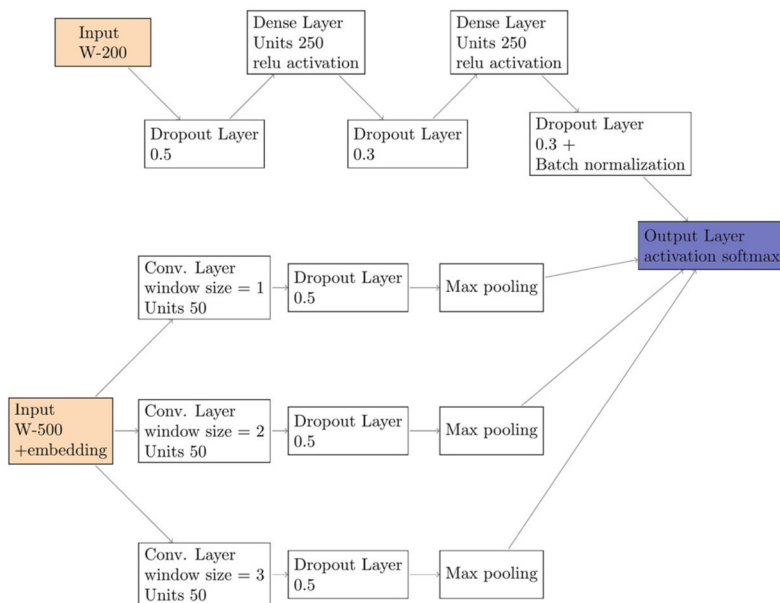 Input
W-200
Dense Layer
Units 250
relu activation
Dense Layer
Units 250
relu activation
Dropout Layer
0.5
Dropout Layer
0.3
Dropout Layer
0.3 +
Batch normalization
Output Layer
activation softmax
Conv. Layer
window size = 1
Units 50
Dropout Layer
0.5
Max pooling
Input
W-500
+embedding
Conv. Layer
window size = 2
Units 50
Dropout Layer
0.5
Max pooling
Conv. Layer
window size = 3
Units 50
Dropout Layer
0.5
Max pooling